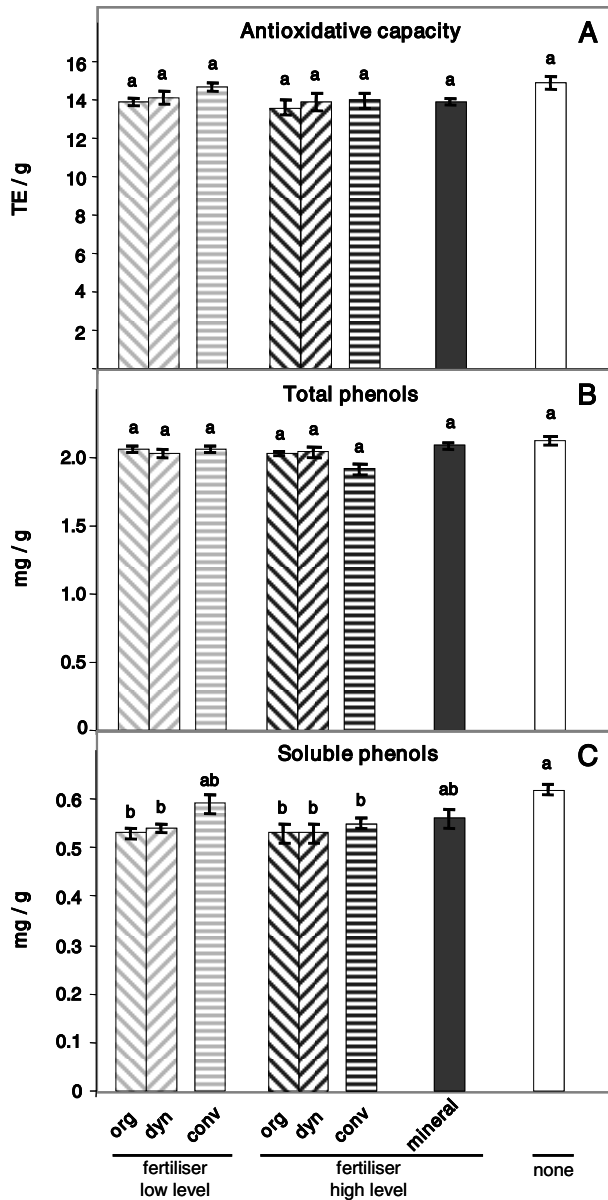 Antioxidative capacity A
16
14
12
10
8
6
4
2
TE / g
a a a a a a a a
Total phenols B
2.0
1.5
1.0
0.5
0
mg / g
a a a a a a a a
Soluble phenols C
0.6
0.5
0.4
0.3
0.2
0.1
0
mg / g
b b ab b b b ab a
org dyn conv org dyn conv mineral
fertiliser fertiliser none
low level high level